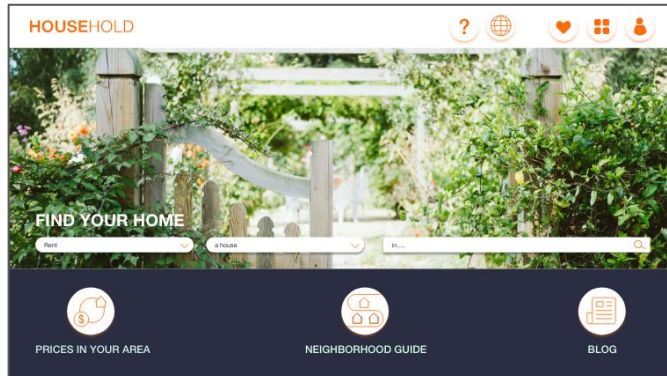 HOUSEHOLD
?
FIND YOUR HOME
Rent
a house
In....
$
PRICES IN YOUR AREA
NEIGHBORHOOD GUIDE
BLOG